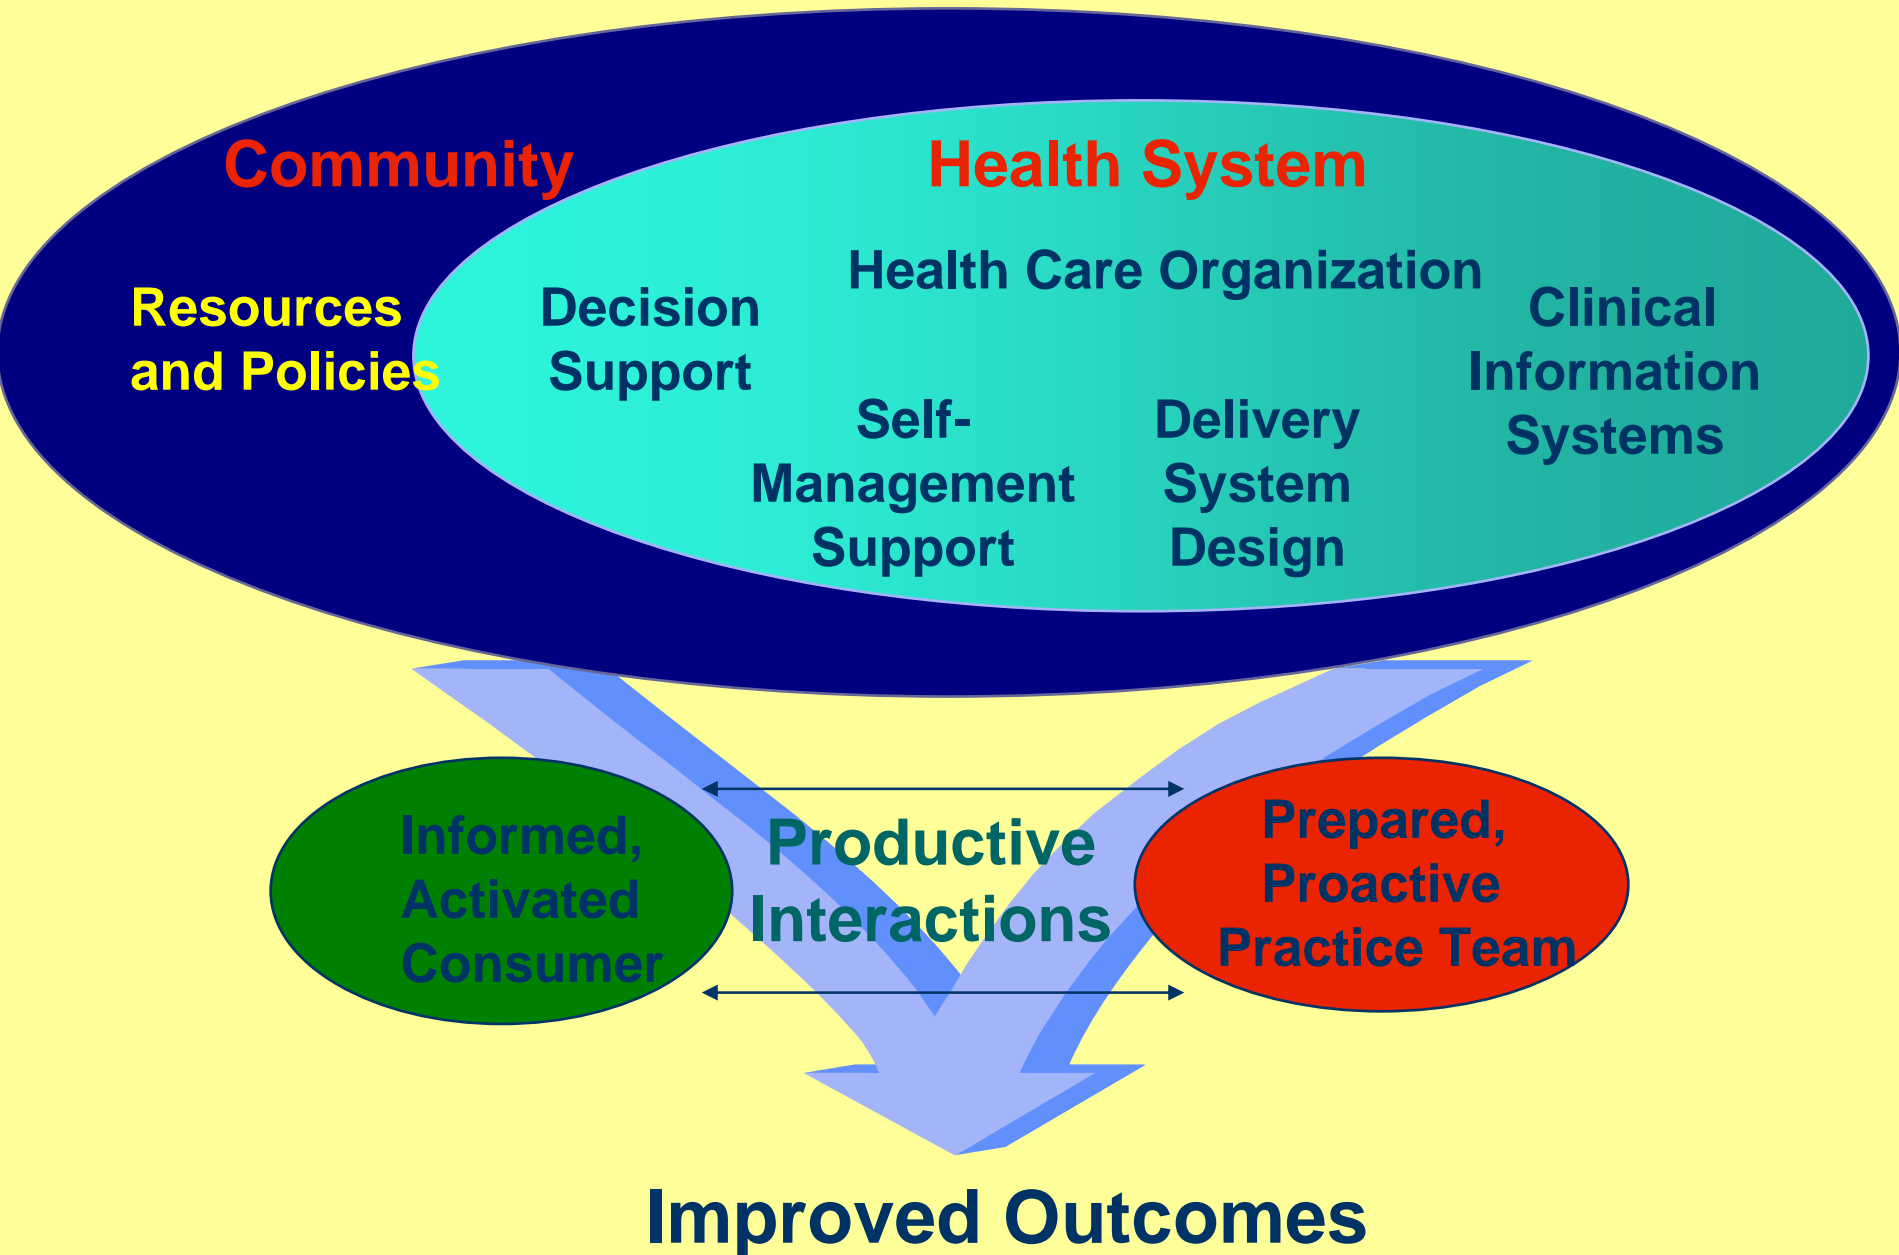 Community
Health System
Resources
and Policies
Decision
Support
Health Care Organization
Self-
Management
Support
Delivery
System
Design
Clinical
Information
Systems
Informed,
Activated
Consumer
Productive
Interactions
Prepared,
Proactive
Practice Team
Improved Outcomes